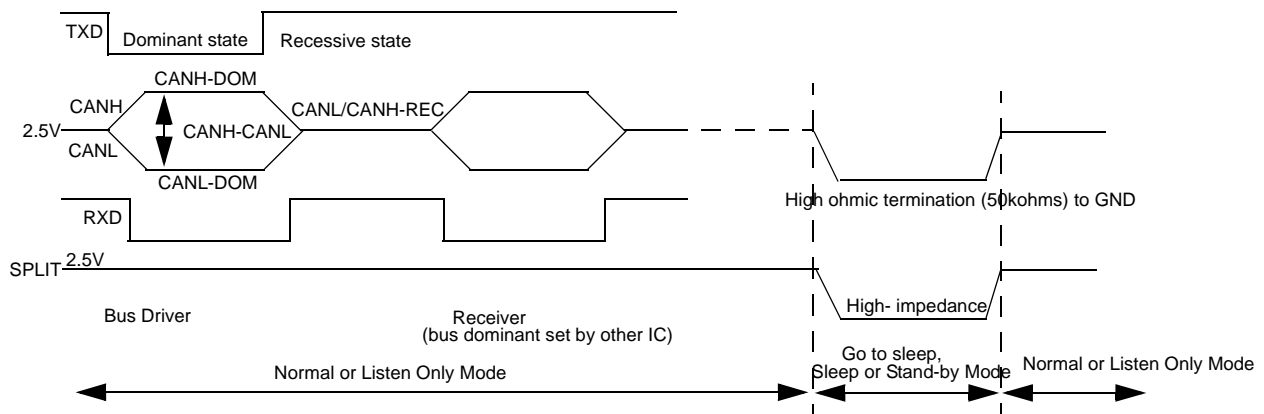 TXD
Dominant state
Recessive state
CANH-DOM
CANH
CANL/CANH-REC
2.5V
CANH-CANL
CANL
CANL-DOM
High ohmic termination (50kohms) to GND
RXD
2.5V
SPLIT
High- impedance
Bus Driver
Receiver
(bus dominant set by other IC)
Go to sleep,
Sleep or Stand-by Mode
Normal or Listen Only Mode
Normal or Listen Only Mode